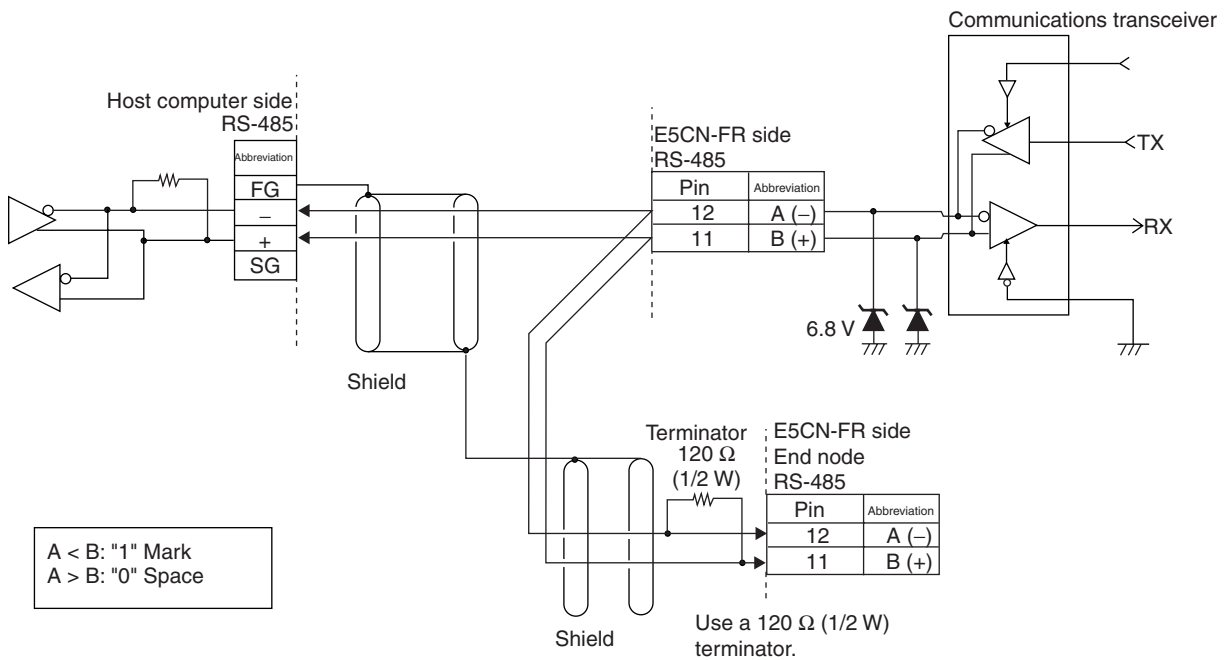 Communications transceiver
Host computer side
RS-485
Abbreviation
FG
−
+
SG
E5CN-FR side
RS-485
Pin Abbreviation
12 A (−)
11 B (+)
TX
RX
6.8 V
Shield
Terminator
120 Ω
(1/2 W)
E5CN-FR side
End node
RS-485
Pin Abbreviation
12 A (−)
11 B (+)
A < B: "1" Mark
A > B: "0" Space
Shield
Use a 120 Ω (1/2 W)
terminator.